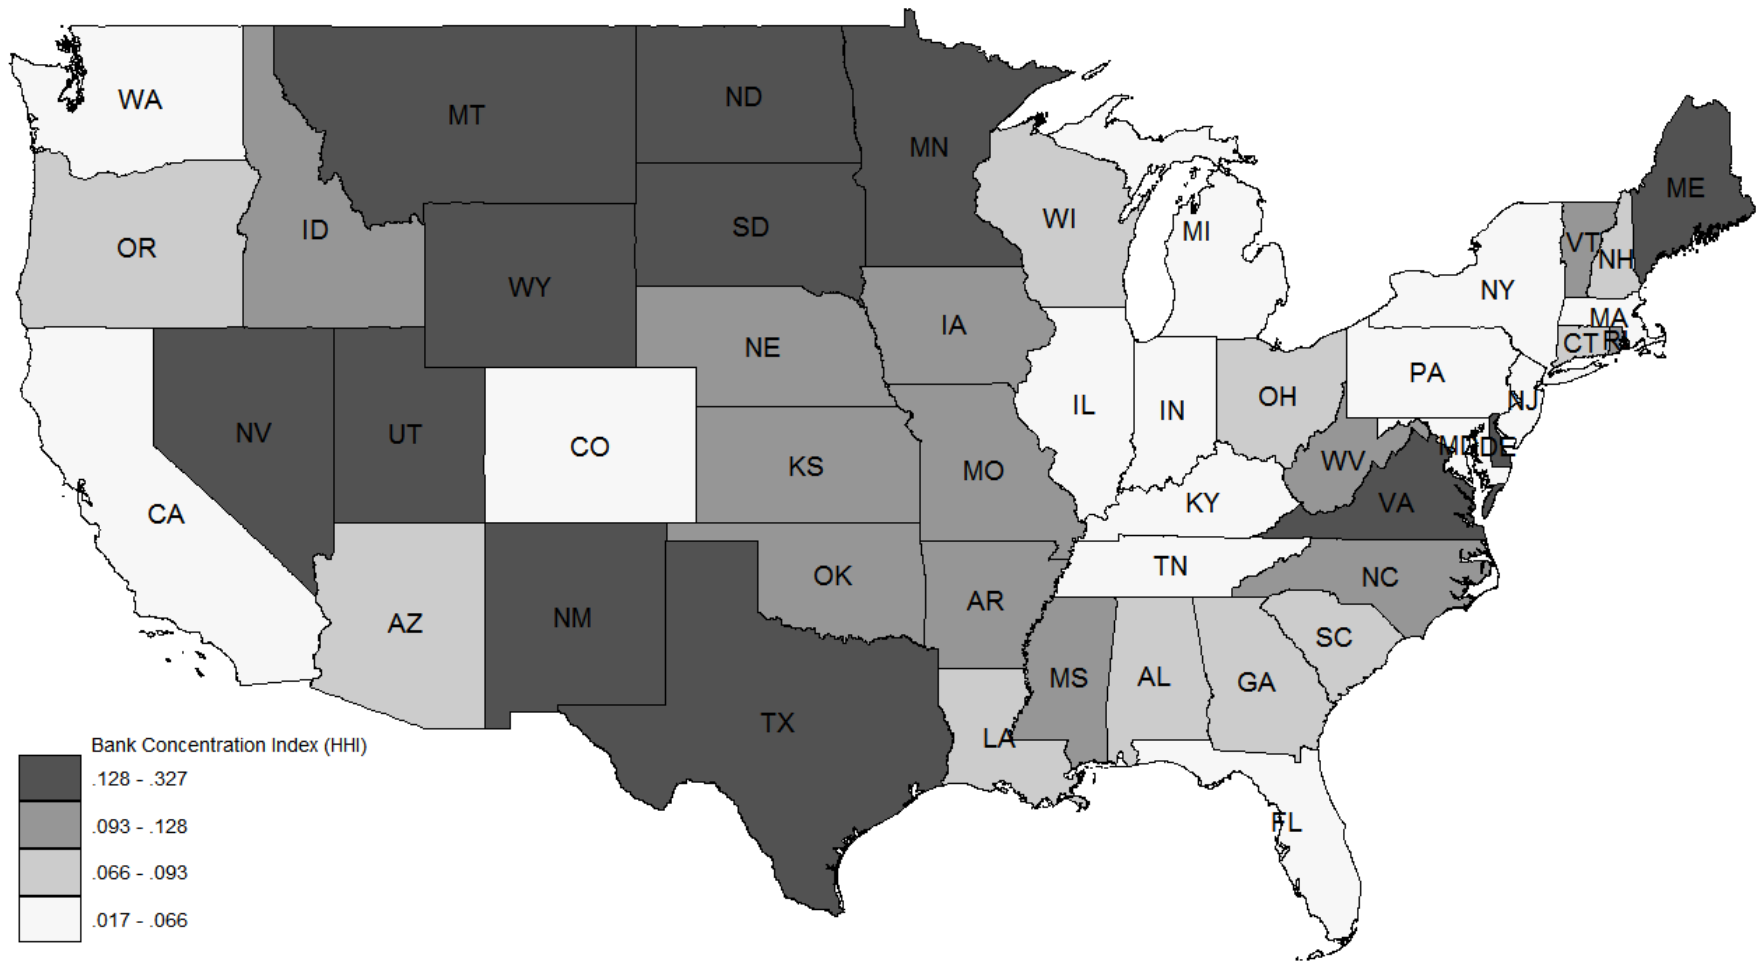 WA
MT
ND
MN
ME
OR
ID
SD
WI
MI
VT
NH
WY
NY
MA
NE
IA
CT
RI
PA
NV
UT
CO
KS
MO
IL
IN
OH
NJ
WV
MD
DE
CA
KY
VA
AZ
NM
OK
AR
TN
NC
SC
TX
LA
MS
AL
GA
FL
Bank Concentration Index (HHI)
.128 - .327
.093 - .128
.066 - .093
.017 - .066